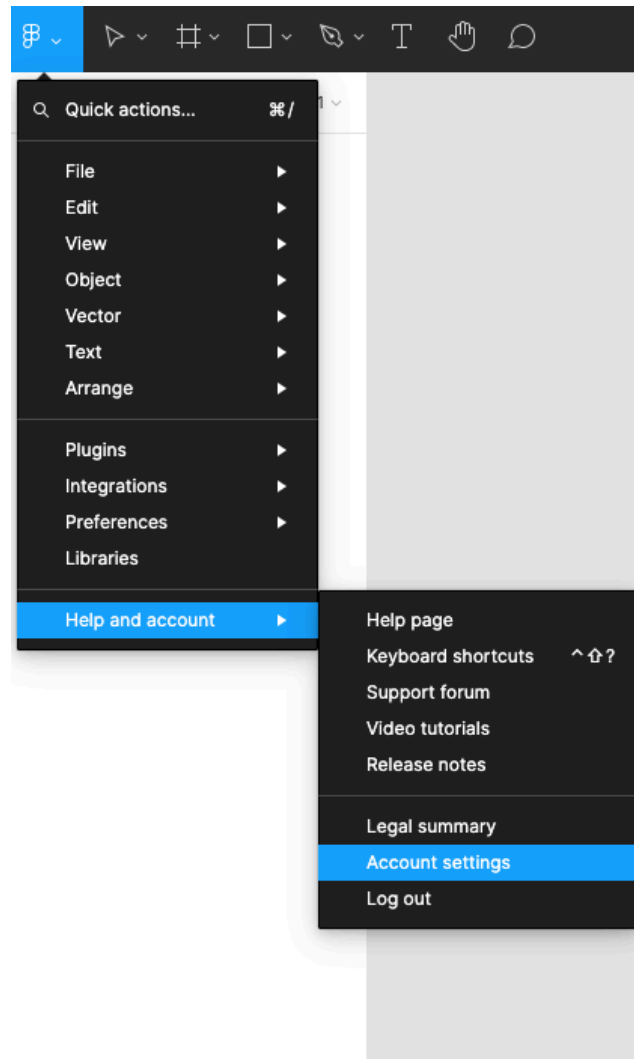 Quick actions... ⌘/
File
Edit
View
Object
Vector
Text
Arrange
Plugins
Integrations
Preferences
Libraries
Help and account
Help page
Keyboard shortcuts ^⇧?
Support forum
Video tutorials
Release notes
Legal summary
Account settings
Log out